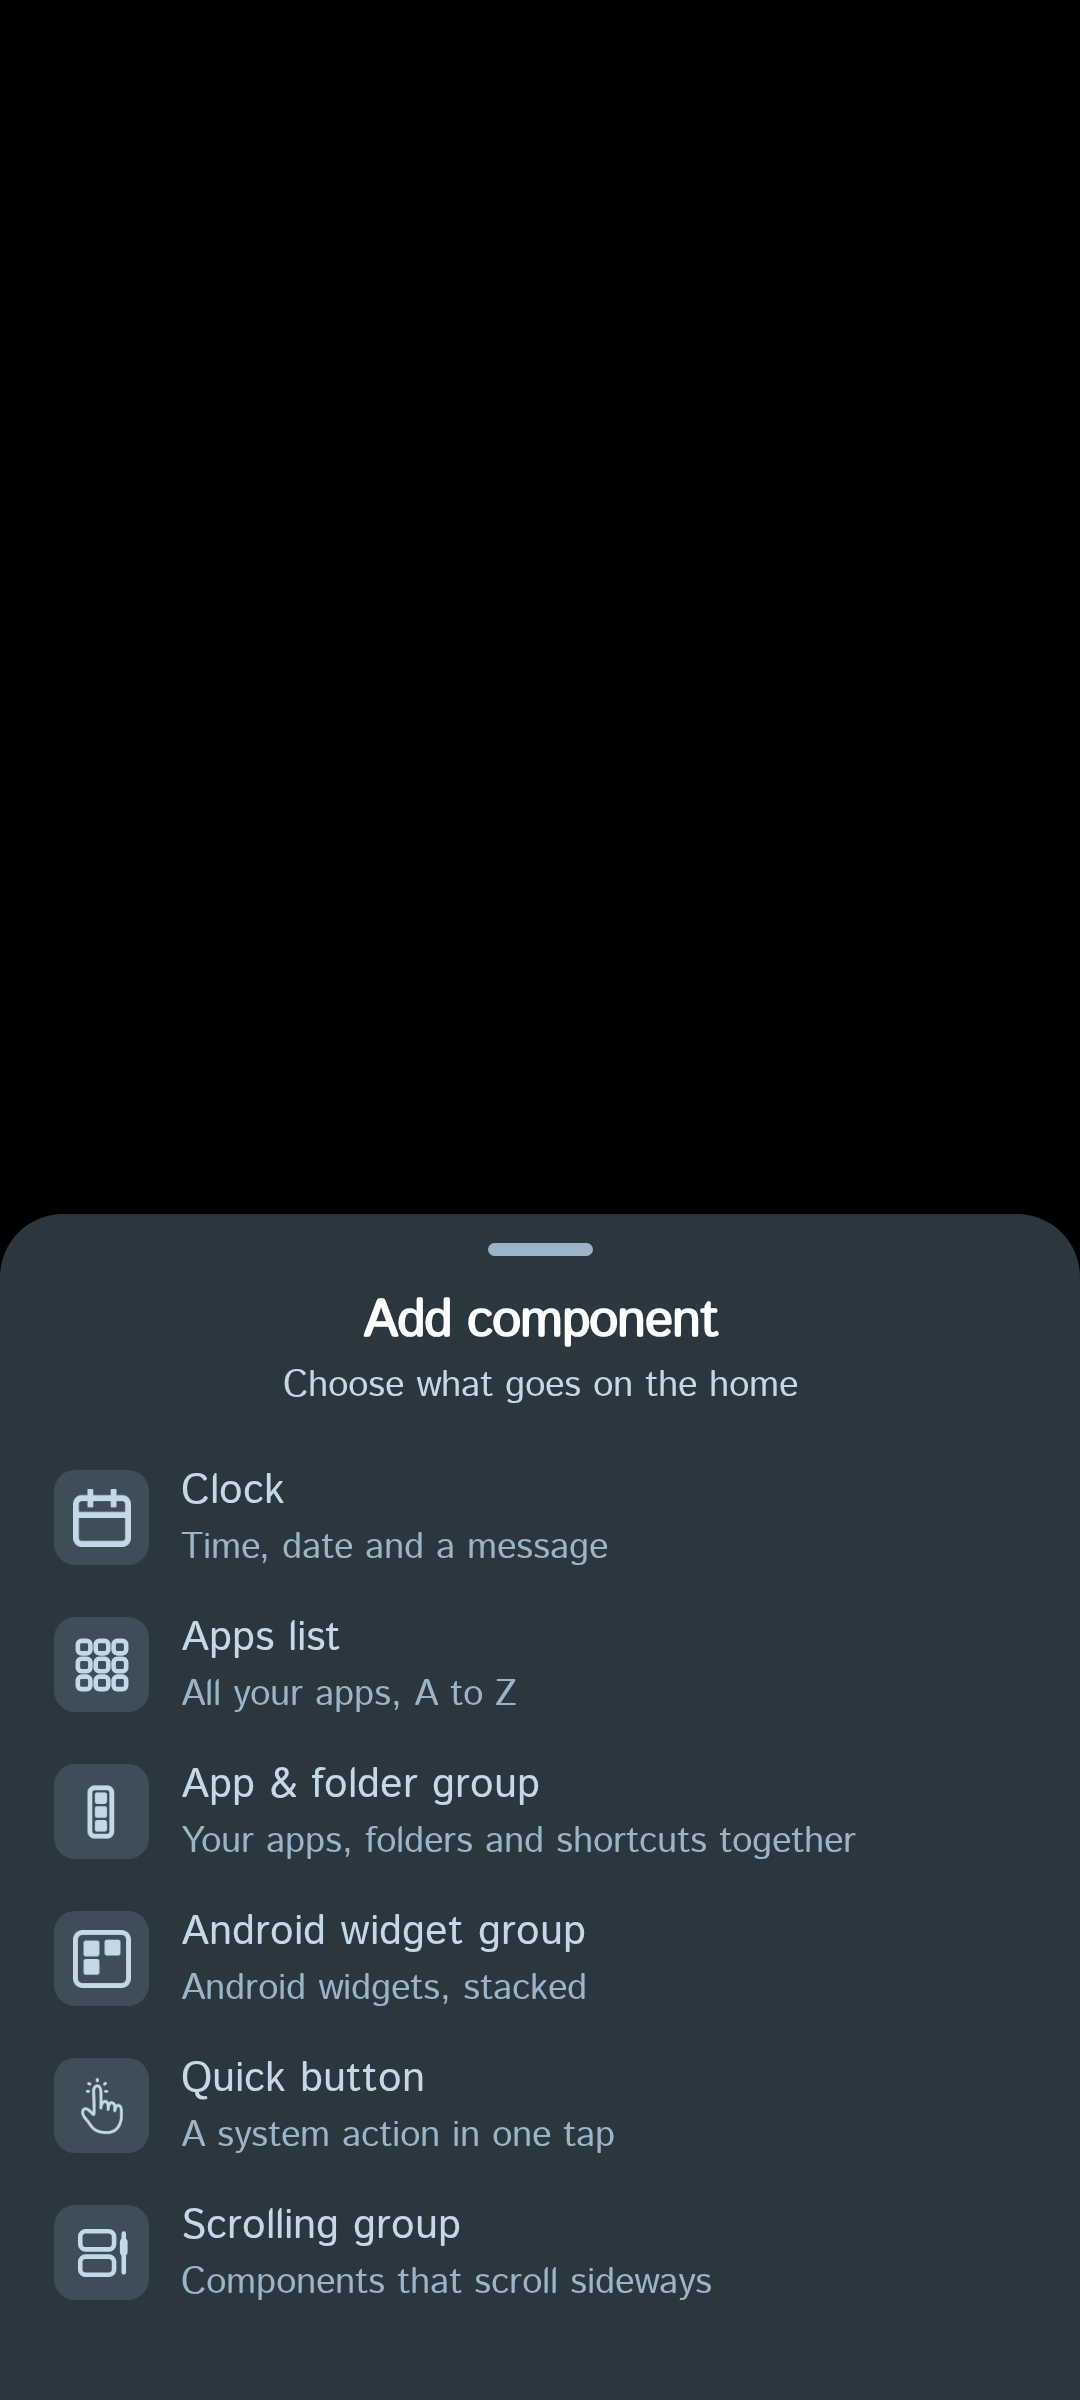 Add component
Choose what goes on the home
Clock
Time, date and a message
Apps list
All your apps, A to Z
App & folder group
Your apps, folders and shortcuts together
Android widget group
Android widgets, stacked
Quick button
A system action in one tap
Scrolling group
Components that scroll sideways